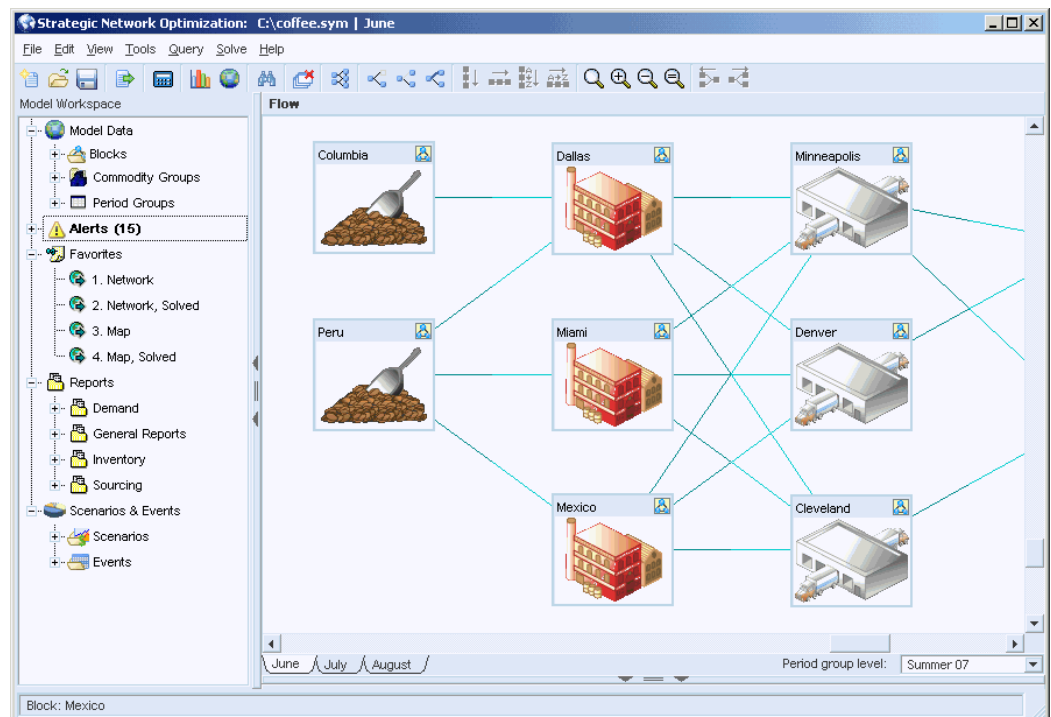 Strategic Network Optimization: C:\coffee.sym | June
File Edit View Tools Query Solve Help
Model Workspace
Flow
Model Data
Blocks
Commodity Groups
Period Groups
Alerts (15)
Favorites
1. Network
2. Network, Solved
3. Map
4. Map, Solved
Reports
Demand
General Reports
Inventory
Sourcing
Scenarios & Events
Scenarios
Events
Columbia
Dallas
Minneapolis
Peru
Miami
Denver
Mexico
Cleveland
June July August
Period group level: Summer 07
Block: Mexico